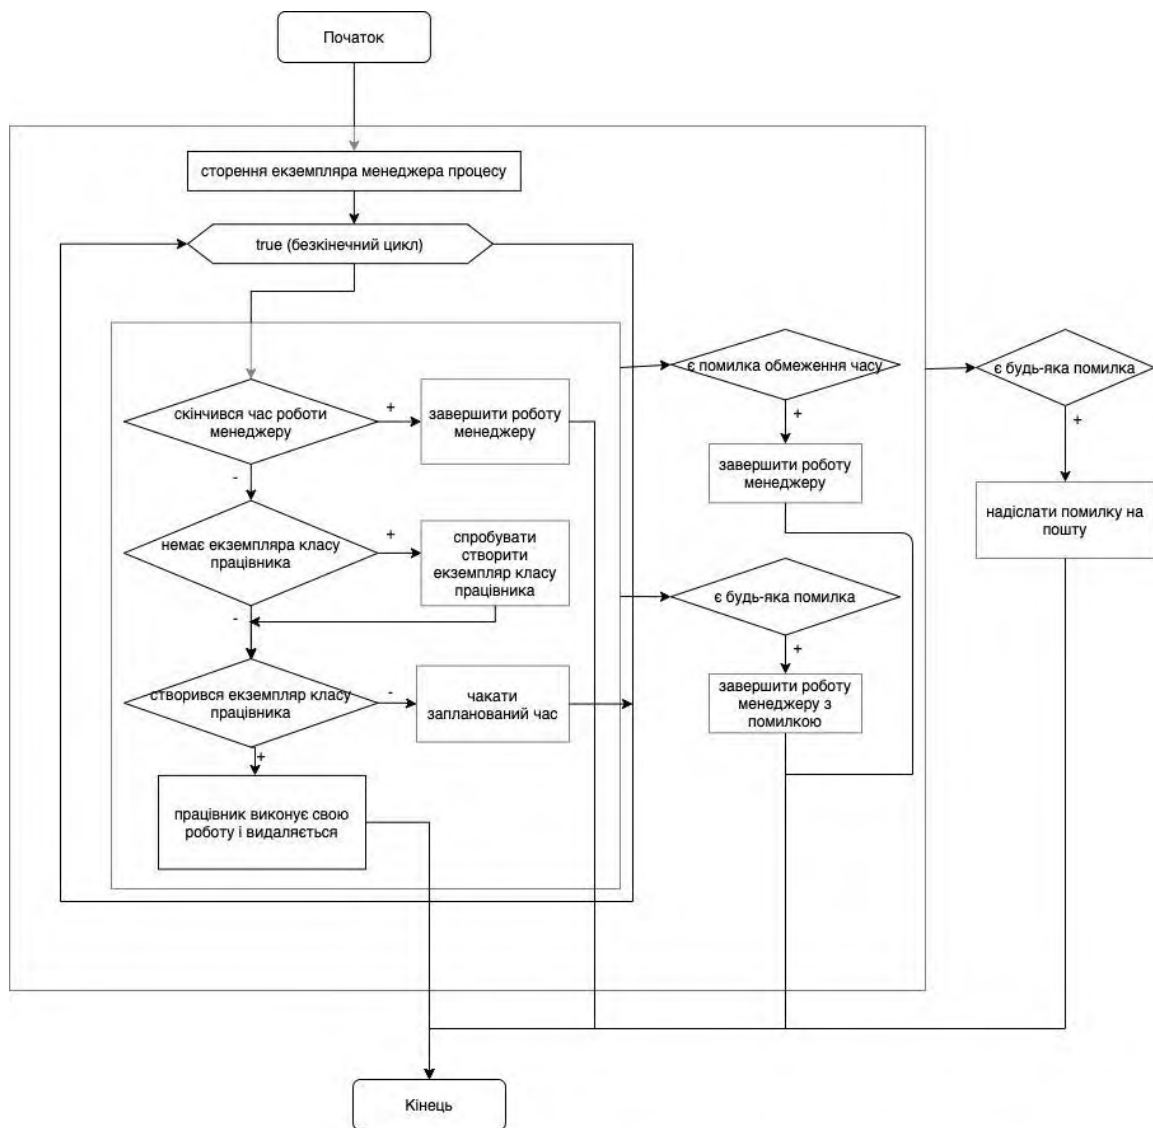 Початок
сторення екземпляра менеджера процесу
true (безкінечний цикл)
скінчився час роботи
менеджеру
+
завершити роботу
менеджеру
-
немає екземпляра класу
працівника
+
спробувати
створити
екземпляр класу
працівника
-
створився екземпляр класу
працівника
-
чакати
запланований час
+
працівник виконує свою
роботу і видаляється
є помилка обмеження часу
+
завершити роботу
менеджеру
є будь-яка помилка
+
завершити роботу
менеджеру з
помилкою
є будь-яка помилка
+
надіслати помилку на
пошту
Кінець